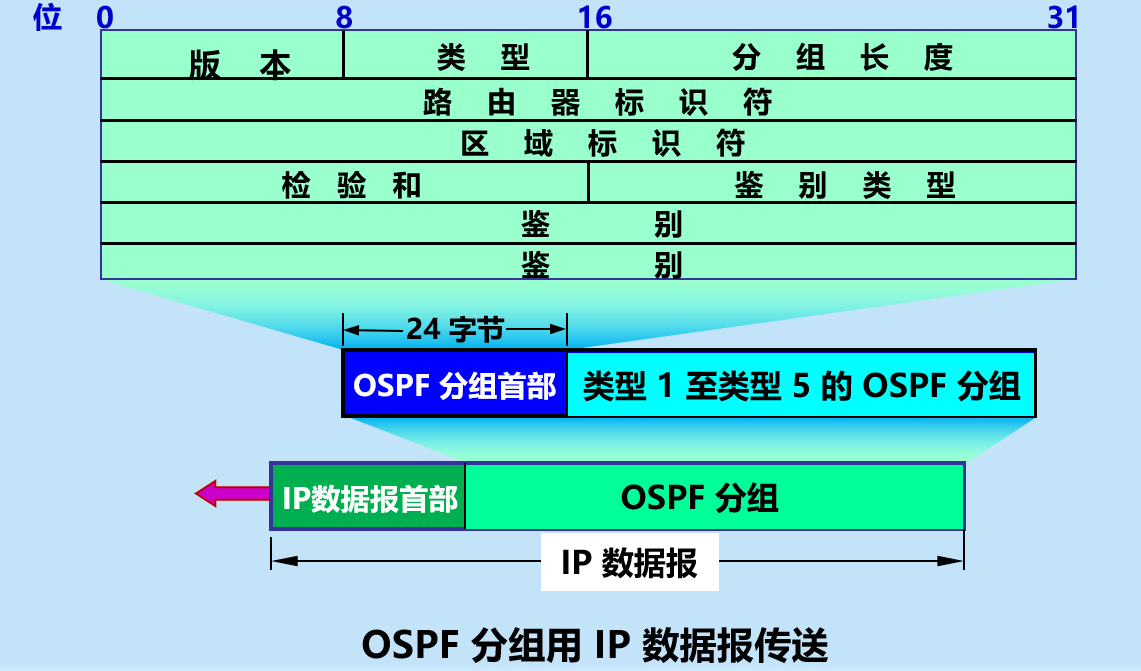 位 0 8 16 31
版 本 类 型 分 组 长 度
路 由 器 标 识 符
区 域 标 识 符
检 验 和 鉴 别 类 型
鉴 别
鉴 别
24 字节
OSPF 分组首部 类型 1 至类型 5 的 OSPF 分组
IP数据报首部 OSPF 分组
IP 数据报
OSPF 分组用 IP 数据报传送